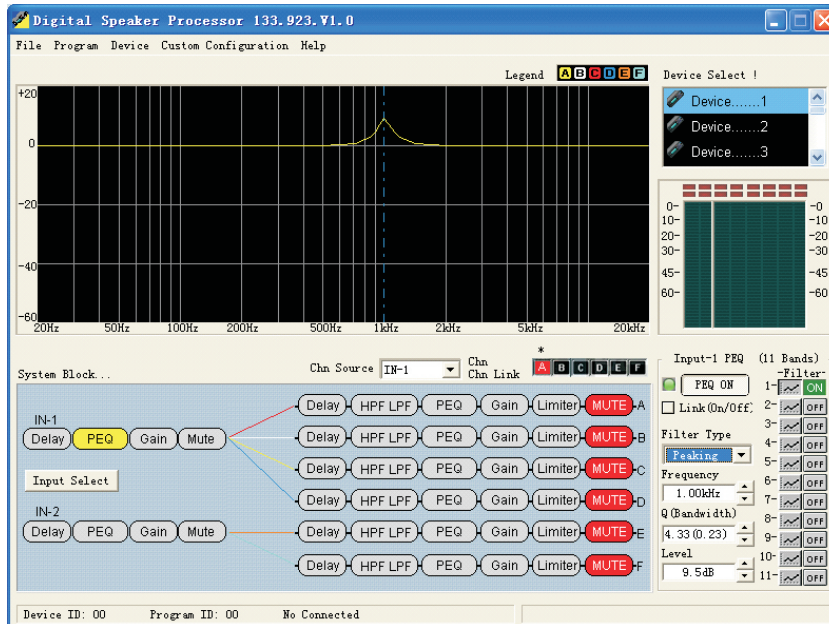 Digital Speaker Processor 133.923.V1.0
File Program Device Custom Configuration Help
Legend A B C D E F
Device Select !
Device.......1
Device.......2
Device.......3
+20
0
-20
-40
-60
20Hz 50Hz 100Hz 200Hz 500Hz 1kHz 2kHz 5kHz 20kHz
0- -0
10- -10
20- -20
30- -30
45- -45
60- -60
System Block...
Chn Source IN-1
Chn
Chn Link
*
A B C D E F
IN-1
Delay PEQ Gain Mute
Input Select
IN-2
Delay PEQ Gain Mute
Delay HPF LPF PEQ Gain Limiter MUTE A
Delay HPF LPF PEQ Gain Limiter MUTE B
Delay HPF LPF PEQ Gain Limiter MUTE C
Delay HPF LPF PEQ Gain Limiter MUTE D
Delay HPF LPF PEQ Gain Limiter MUTE E
Delay HPF LPF PEQ Gain Limiter MUTE F
Input-1 PEQ (11 Bands)
PEQ ON
Link(On/Off)
Filter Type
Peaking
Frequency
1.00kHz
Q(Bandwidth)
4.33(0.23)
Level
9.5dB
-Filter-
1- ON
2- OFF
3- OFF
4- OFF
5- OFF
6- OFF
7- OFF
8- OFF
9- OFF
10- OFF
11- OFF
Device ID: 00 Program ID: 00 No Connected